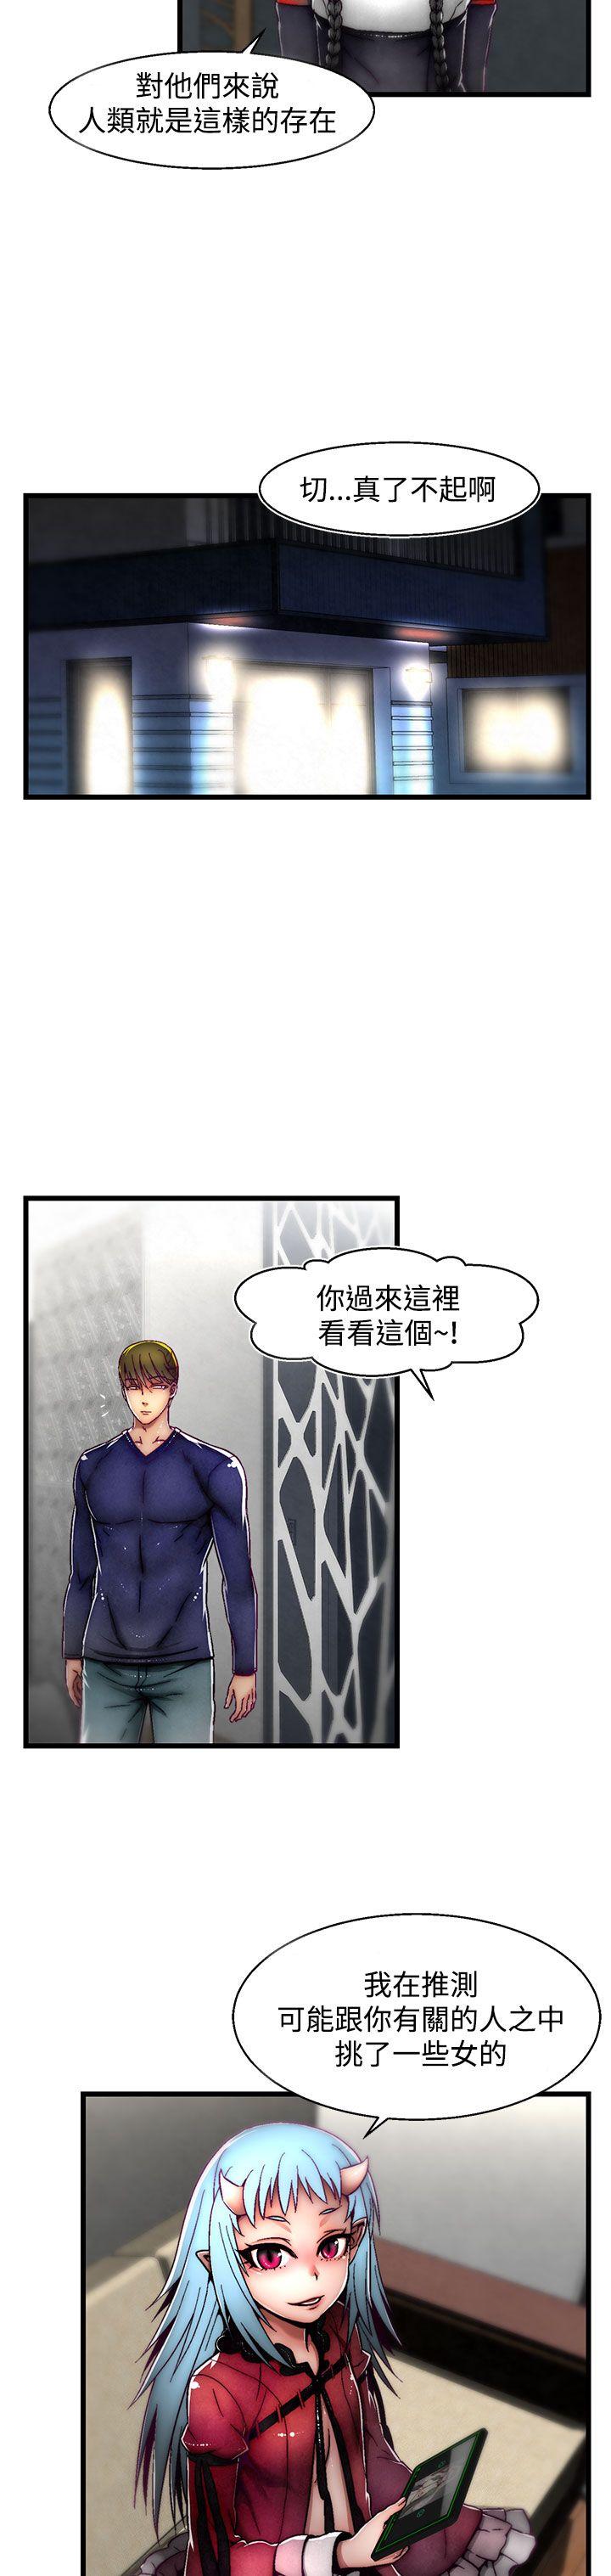 對他們來說
人類就是這樣的存在
切...真了不起啊
你過來這裡
看看這個~!
我在推測
可能跟你有關的人之中
挑了一些女的